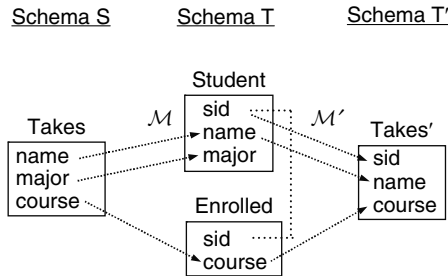 Schema S
Schema T
Schema T'
Student
M
M'
sid
name
major
Takes
name
major
course
Takes'
sid
name
course
Enrolled
sid
course